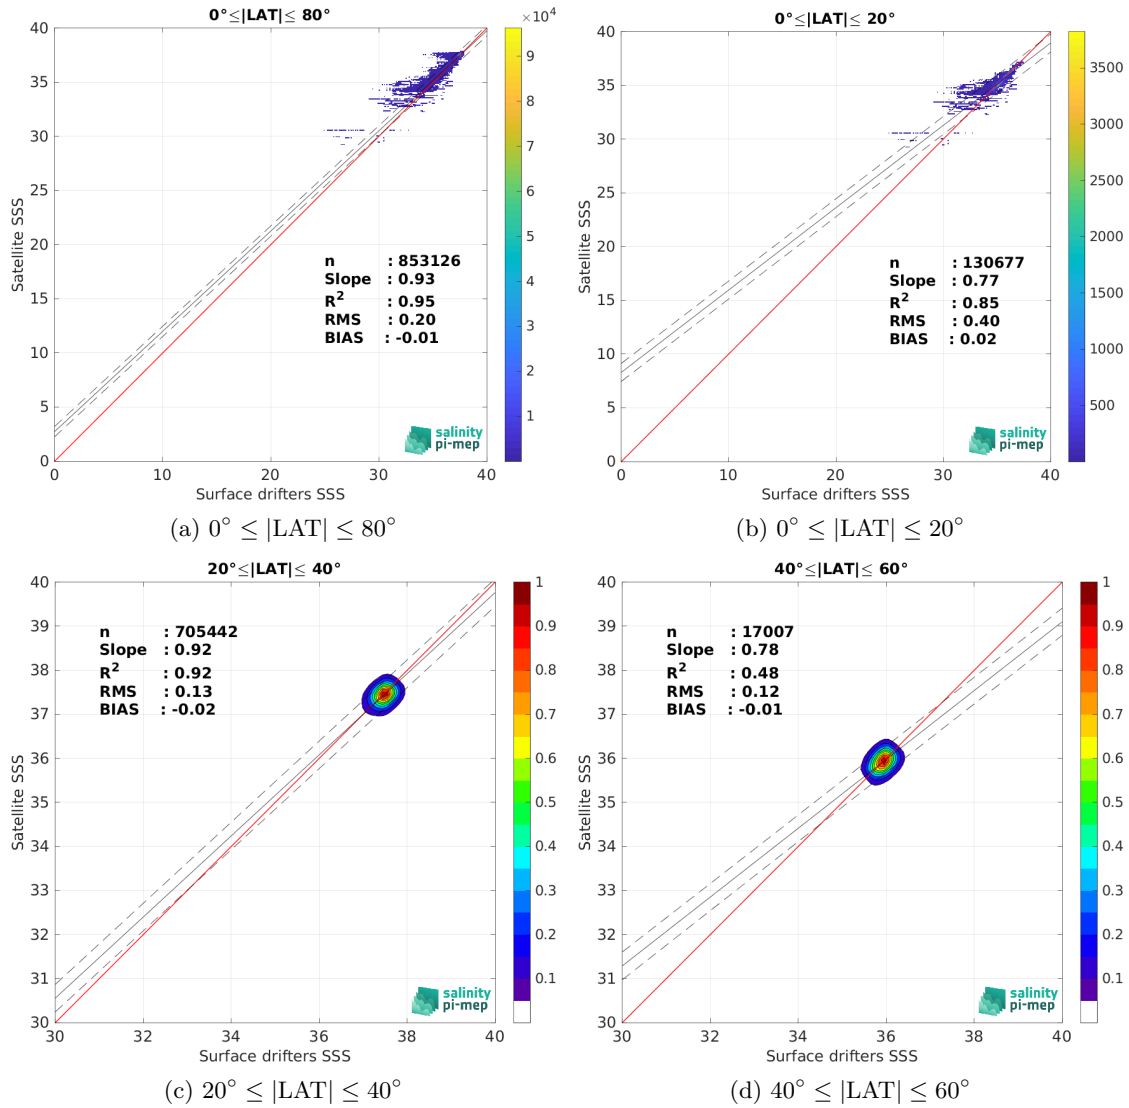 0°≤|LAT|≤ 80°
×10^4
Satellite SSS
40
35
30
25
20
15
10
5
0
0
10
20
30
40
Surface drifters SSS
n : 853126
Slope : 0.93
R² : 0.95
RMS : 0.20
BIAS : -0.01
salinity
pi-mep
9
8
7
6
5
4
3
2
1
(a) 0° ≤ |LAT| ≤ 80°
0°≤|LAT|≤ 20°
Satellite SSS
40
35
30
25
20
15
10
5
0
0
10
20
30
40
Surface drifters SSS
n : 130677
Slope : 0.77
R² : 0.85
RMS : 0.40
BIAS : 0.02
salinity
pi-mep
3500
3000
2500
2000
1500
1000
500
(b) 0° ≤ |LAT| ≤ 20°
20°≤|LAT|≤ 40°
Satellite SSS
40
39
38
37
36
35
34
33
32
31
30
30
32
34
36
38
40
Surface drifters SSS
n : 705442
Slope : 0.92
R² : 0.92
RMS : 0.13
BIAS : -0.02
salinity
pi-mep
1
0.9
0.8
0.7
0.6
0.5
0.4
0.3
0.2
0.1
(c) 20° ≤ |LAT| ≤ 40°
40°≤|LAT|≤ 60°
Satellite SSS
40
39
38
37
36
35
34
33
32
31
30
30
32
34
36
38
40
Surface drifters SSS
n : 17007
Slope : 0.78
R² : 0.48
RMS : 0.12
BIAS : -0.01
salinity
pi-mep
1
0.9
0.8
0.7
0.6
0.5
0.4
0.3
0.2
0.1
(d) 40° ≤ |LAT| ≤ 60°